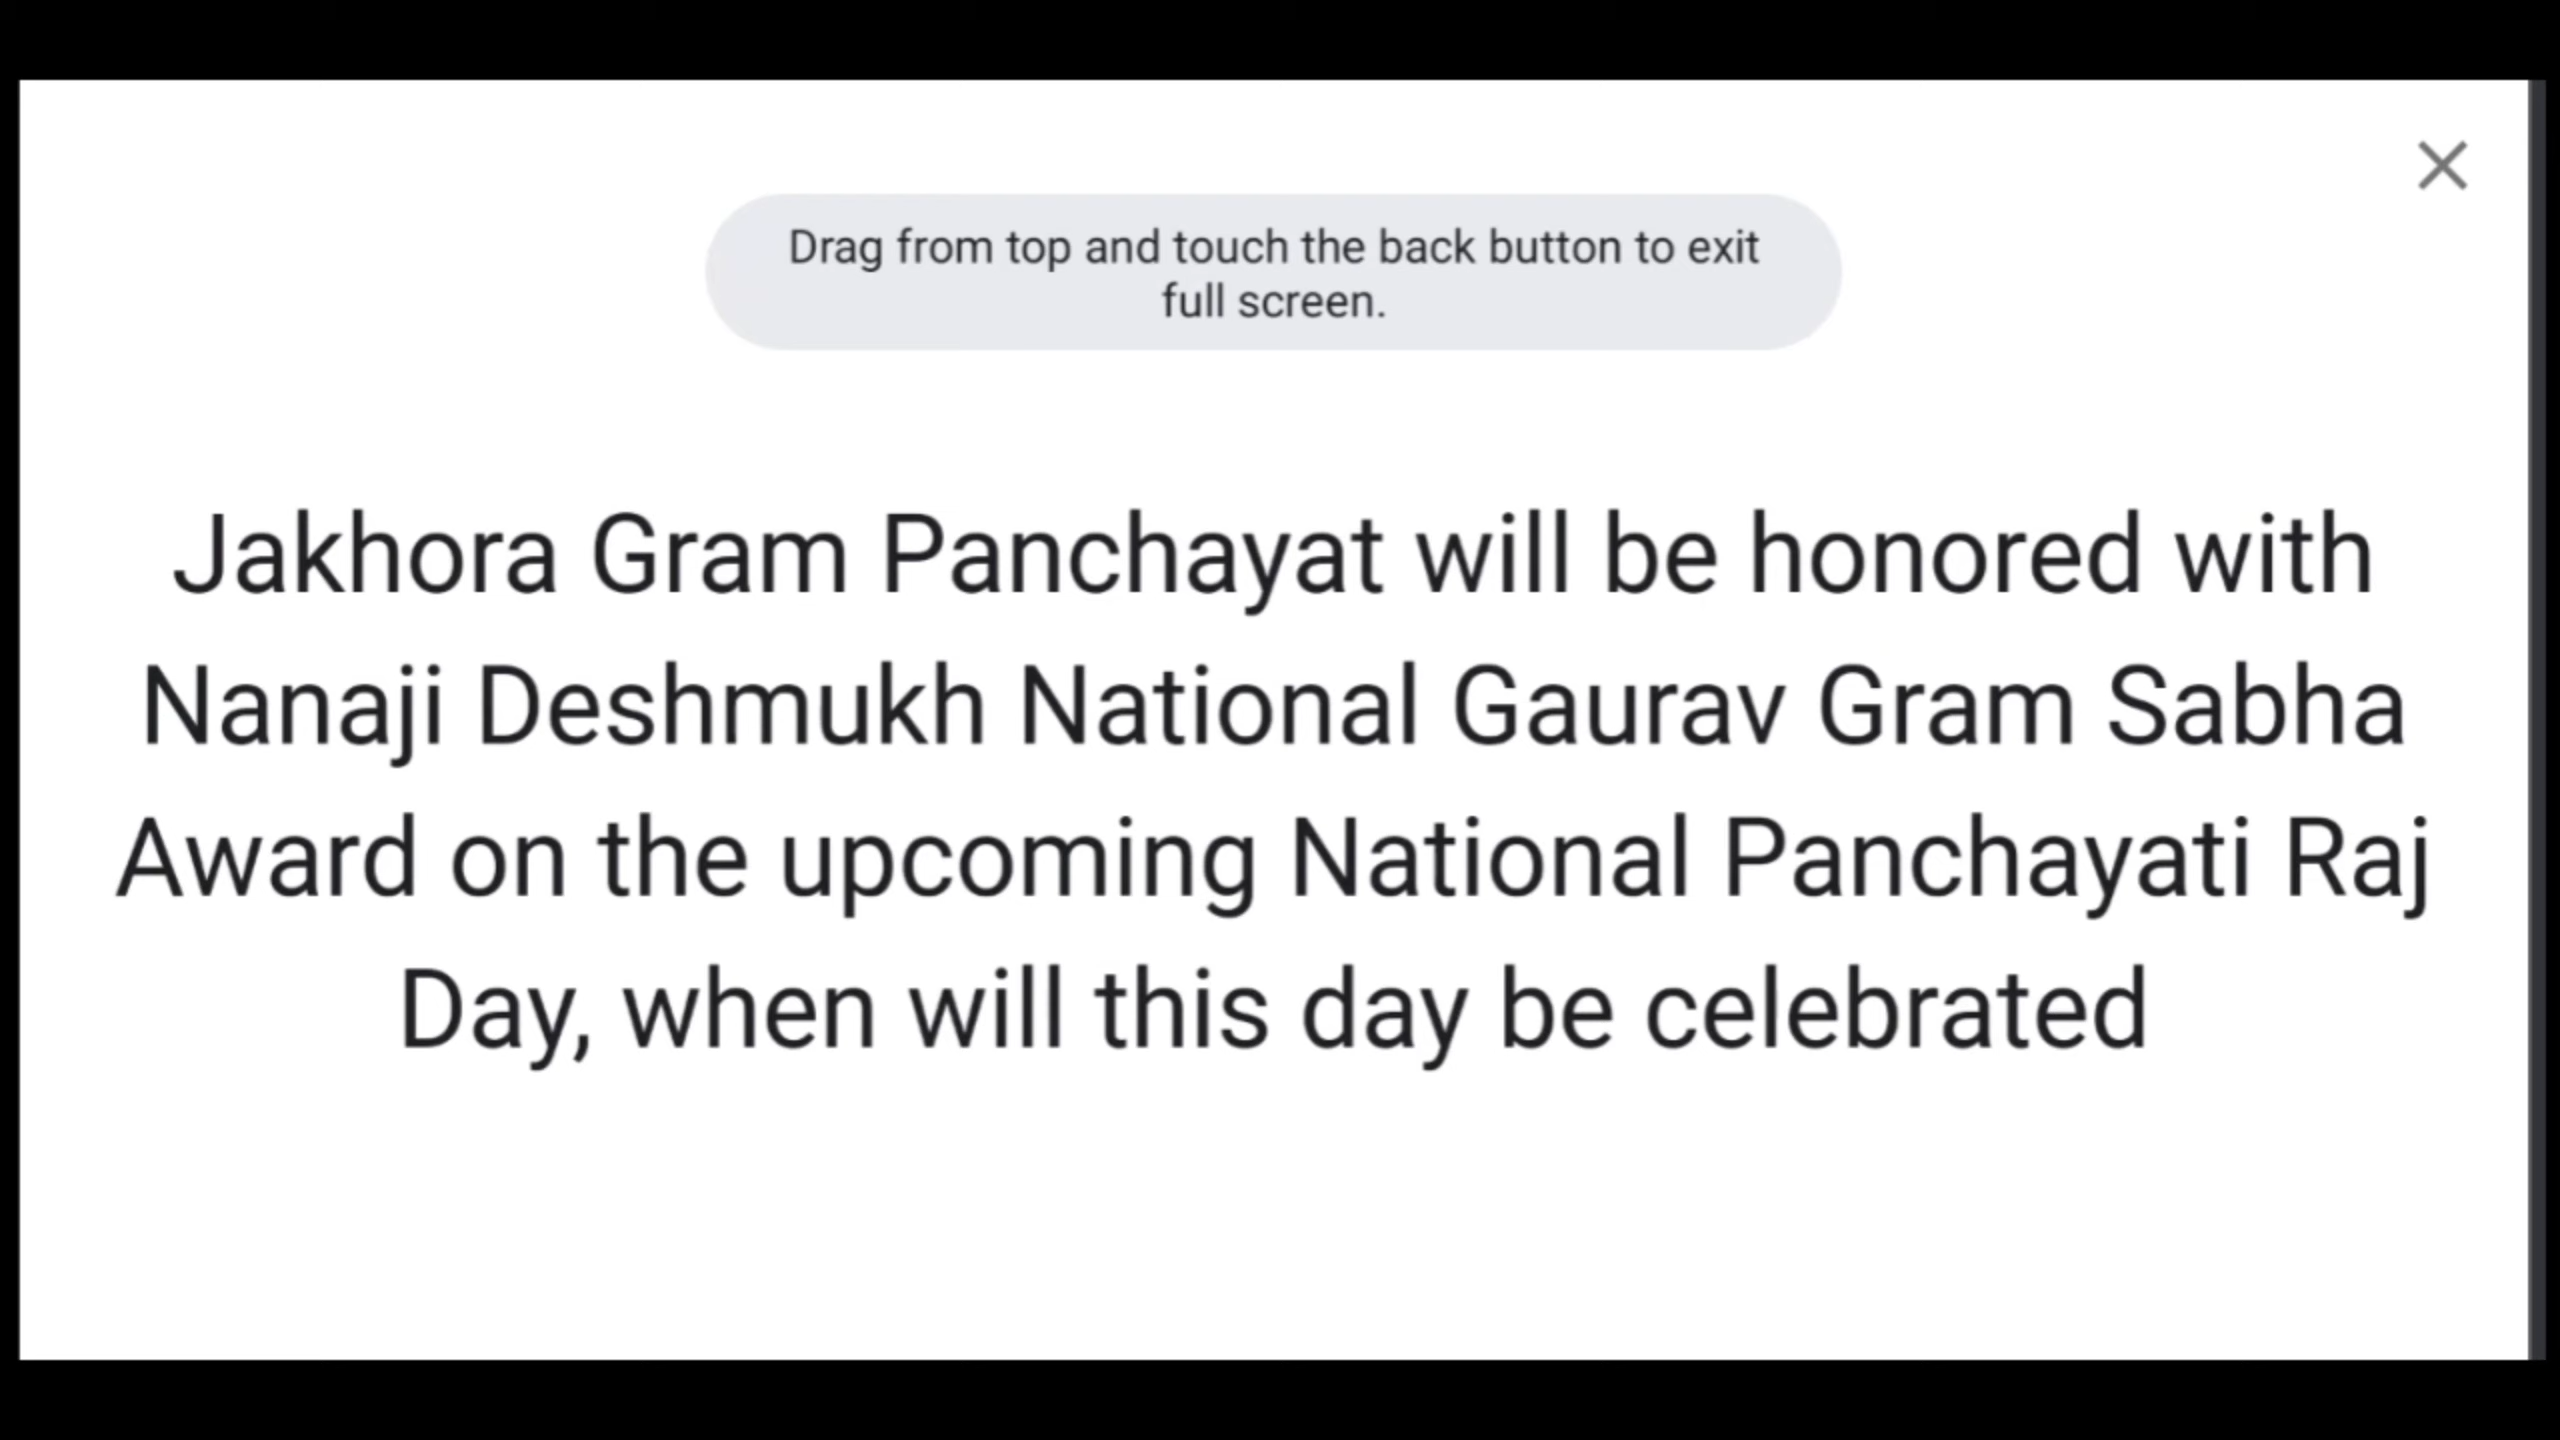 Drag from top and touch the back button to exit
full screen.
Jakhora Gram Panchayat will be honored with
Nanaji Deshmukh National Gaurav Gram Sabha
Award on the upcoming National Panchayati Raj
Day, when will this day be celebrated